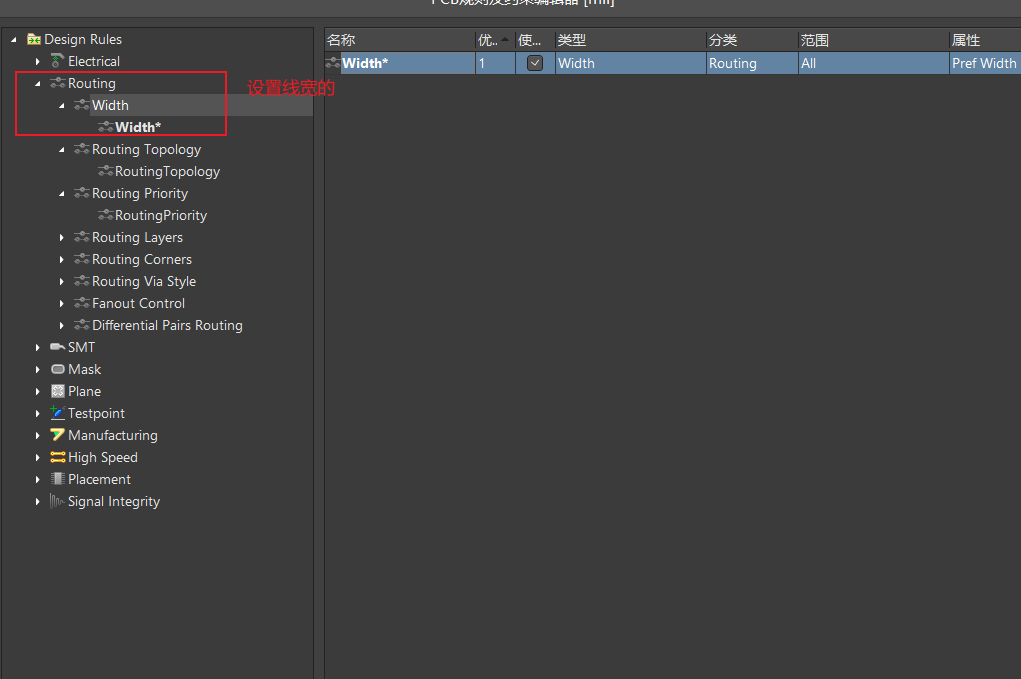 PCB规则及约束编辑器 [mil]
Design Rules
Electrical
Routing
Width
Width*
Routing Topology
RoutingTopology
Routing Priority
RoutingPriority
Routing Layers
Routing Corners
Routing Via Style
Fanout Control
Differential Pairs Routing
SMT
Mask
Plane
Testpoint
Manufacturing
High Speed
Placement
Signal Integrity
设置线宽的
名称 优.. 使... 类型 分类 范围 属性
Width* 1 Width Routing All Pref Width